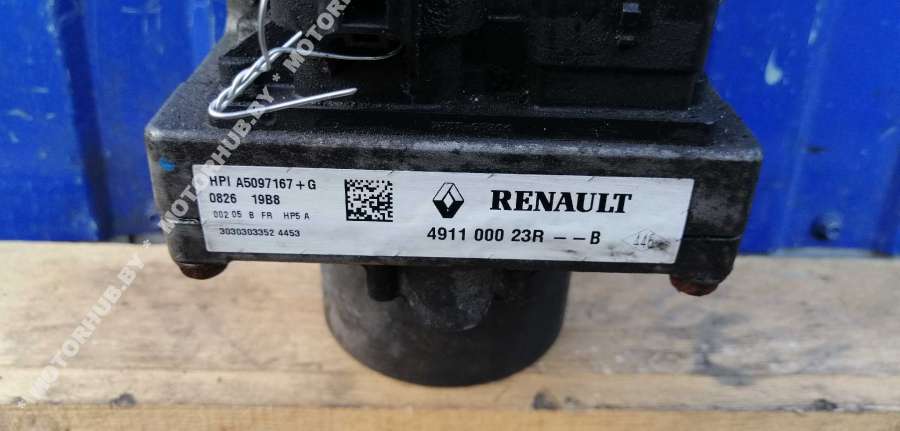 HPI A5097167+G
0826 19B8
002 05 B FR HP5 A
3030303352 4453
RENAULT
4911 000 23R -- B
MOTORHUB.BY * MOTORHUB.BY * MOTORHUB.BY * MOTORHUB